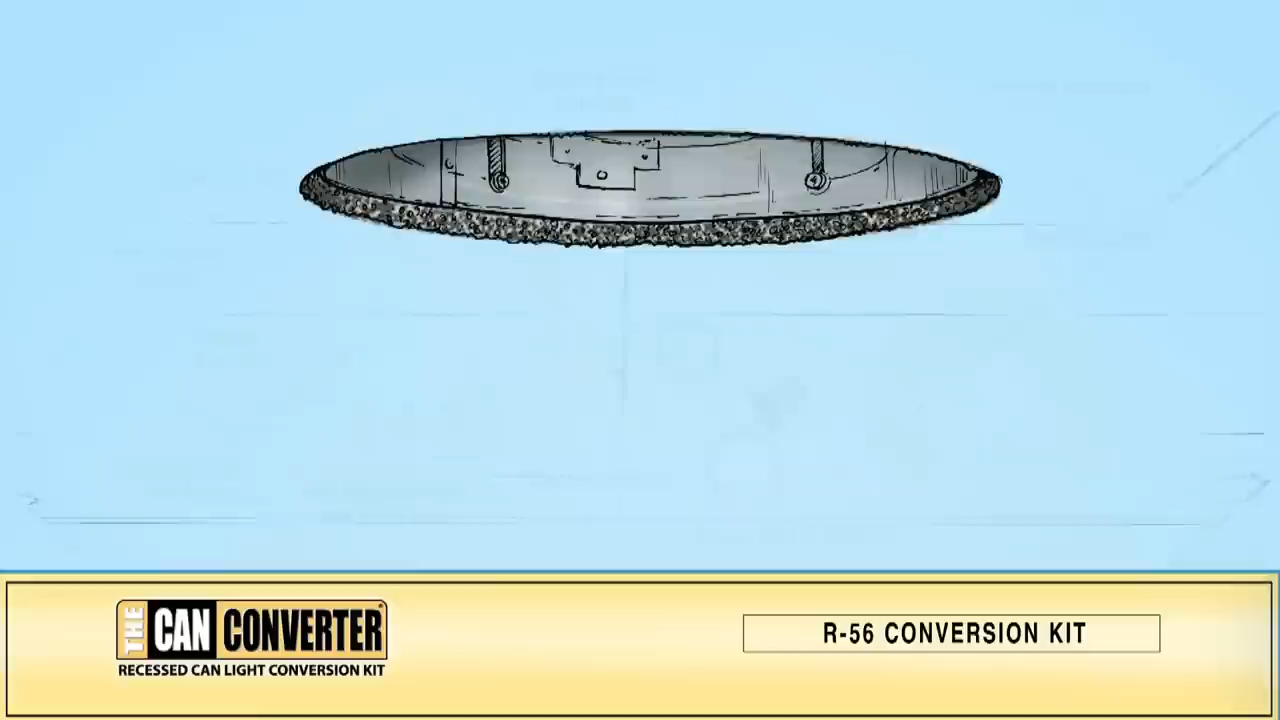 THE CAN CONVERTER®
RECESSED CAN LIGHT CONVERSION KIT
R-56 CONVERSION KIT